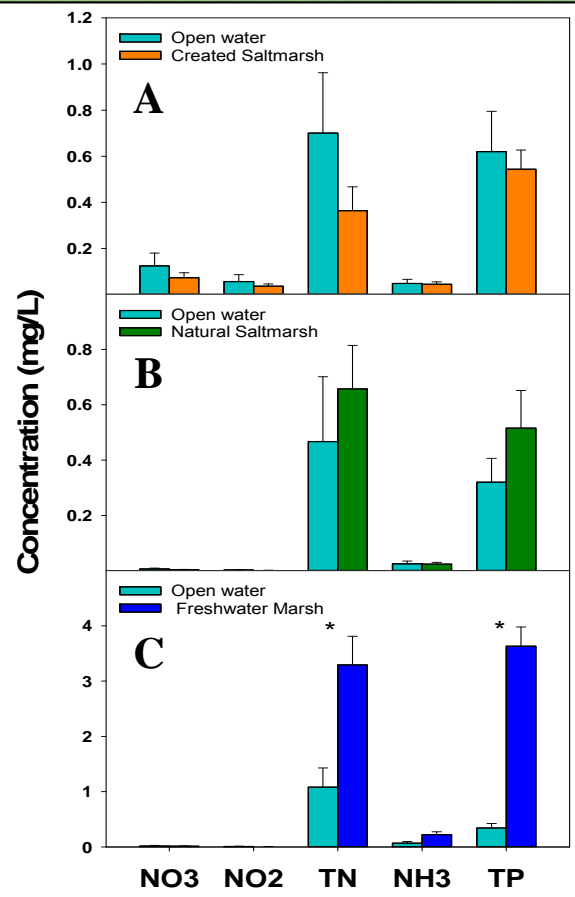 Concentration (mg/L)
1.2
1.0
0.8
0.6
0.4
0.2
Open water
Created Saltmarsh
A
0.8
0.6
0.4
0.2
Open water
Natural Saltmarsh
B
4
3
2
1
0
Open water
Freshwater Marsh
C
* *
NO3 NO2 TN NH3 TP